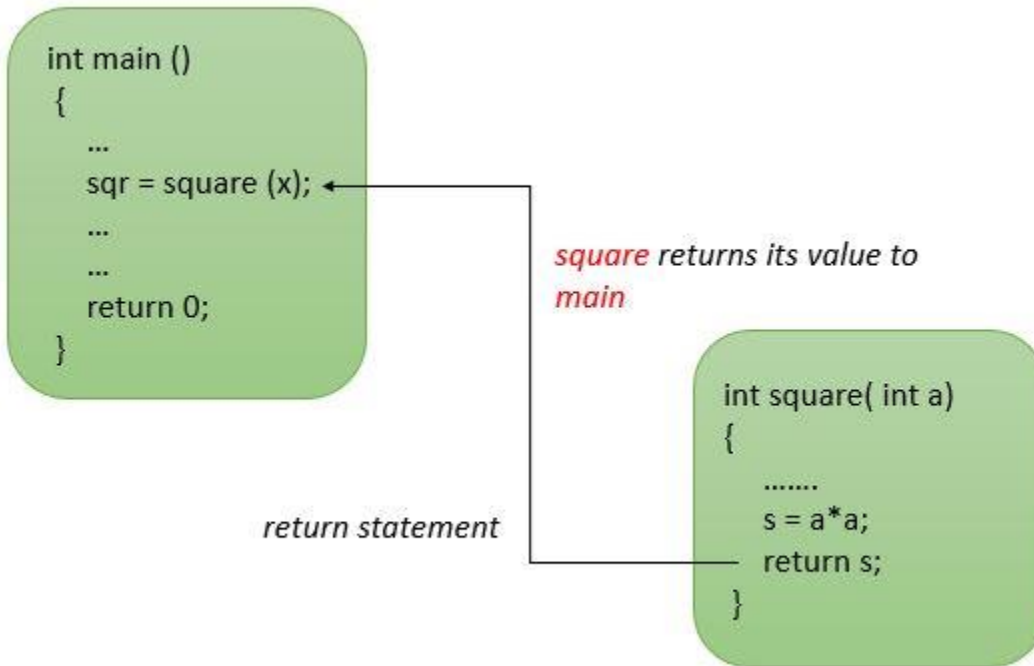 int main ()
{
...
sqr = square (x);
...
...
return 0;
}
square returns its value to
main
int square( int a)
{
.......
s = a*a;
return s;
}
return statement